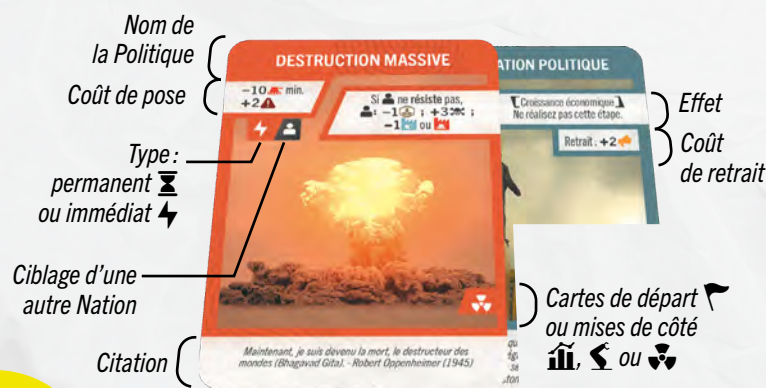 Nom de
la Politique
Coût de pose
Type :
permanent
ou immédiat
Ciblage d'une
autre Nation
Citation
DESTRUCTION MASSIVE
-10 min.
+2
Si ne résiste pas,
: -1 ; +3 ;
-1 ou
Maintenant, je suis devenu la mort, le destructeur des
mondes (Bhagavad Gita). - Robert Oppenheimer (1945)
ATION POLITIQUE
[Croissance économique]
Ne réalisez pas cette étape.
Retrait : +2
Effet
Coût
de retrait
Cartes de départ
ou mises de côté
, ou